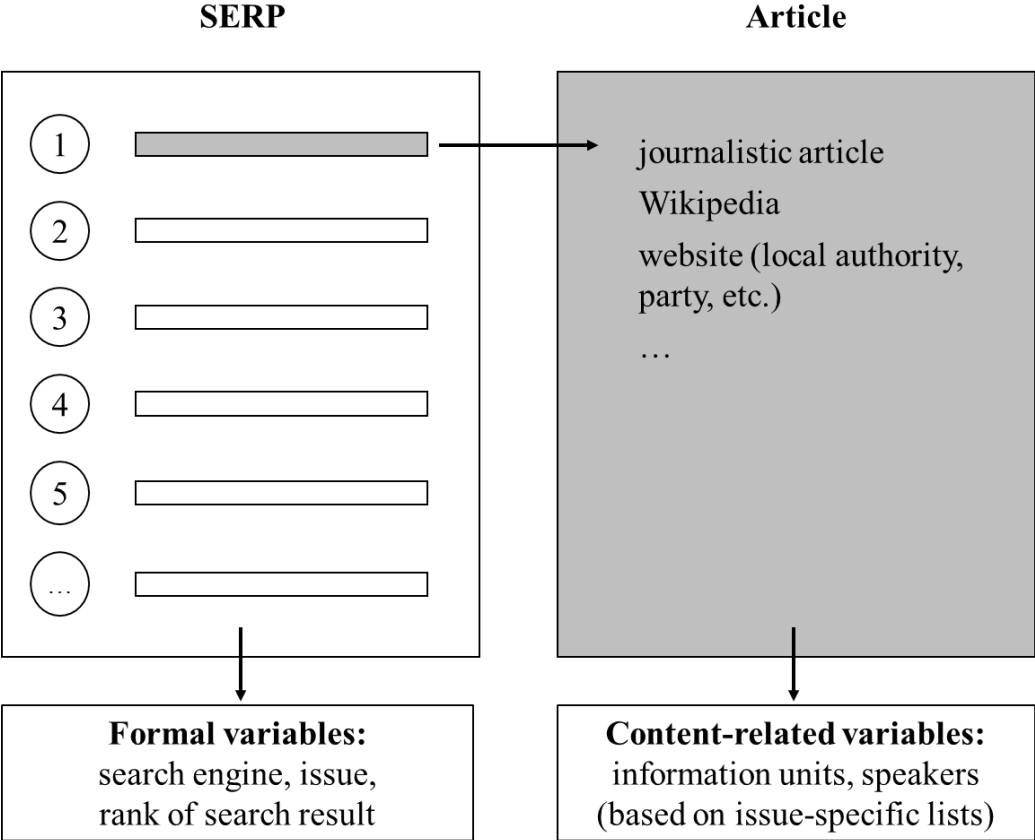 SERP
Article
1
2
3
4
5
…
journalistic article
Wikipedia
website (local authority,
party, etc.)
…
Formal variables:
search engine, issue,
rank of search result
Content-related variables:
information units, speakers
(based on issue-specific lists)